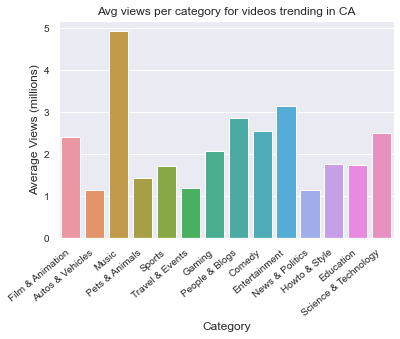 Avg views per category for videos trending in CA
Average Views (millions)
5
4
3
2
1
0
Film & Animation
Autos & Vehicles
Music
Pets & Animals
Sports
Travel & Events
Gaming
People & Blogs
Comedy
Entertainment
News & Politics
Howto & Style
Education
Science & Technology
Category